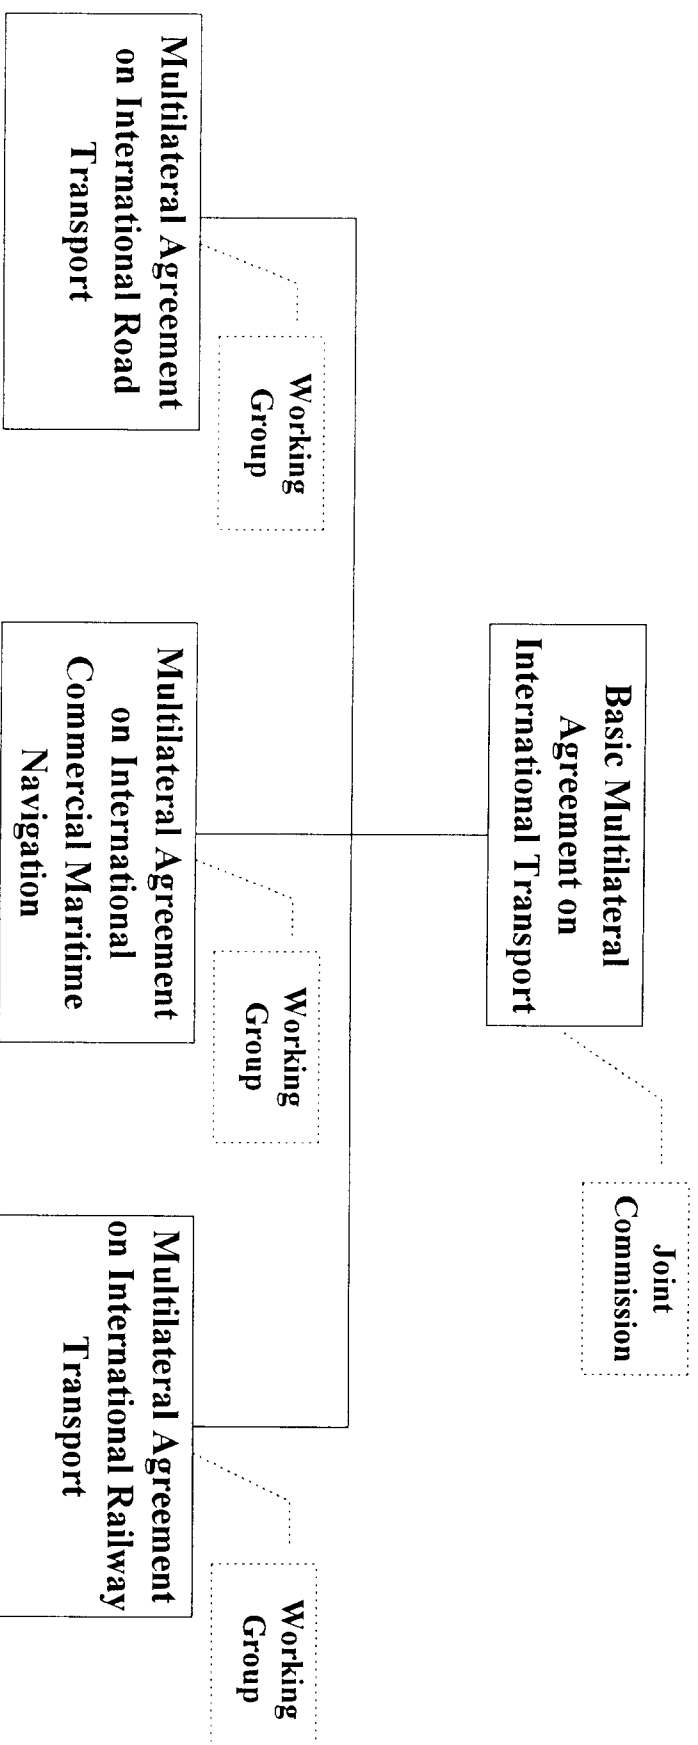 Joint
Commission
Basic Multilateral
Agreement on
International Transport
Working
Group
Working
Group
Working
Group
Multilateral Agreement
on International Road
Transport
Multilateral Agreement
on International
Commercial Maritime
Navigation
Multilateral Agreement
on International Railway
Transport